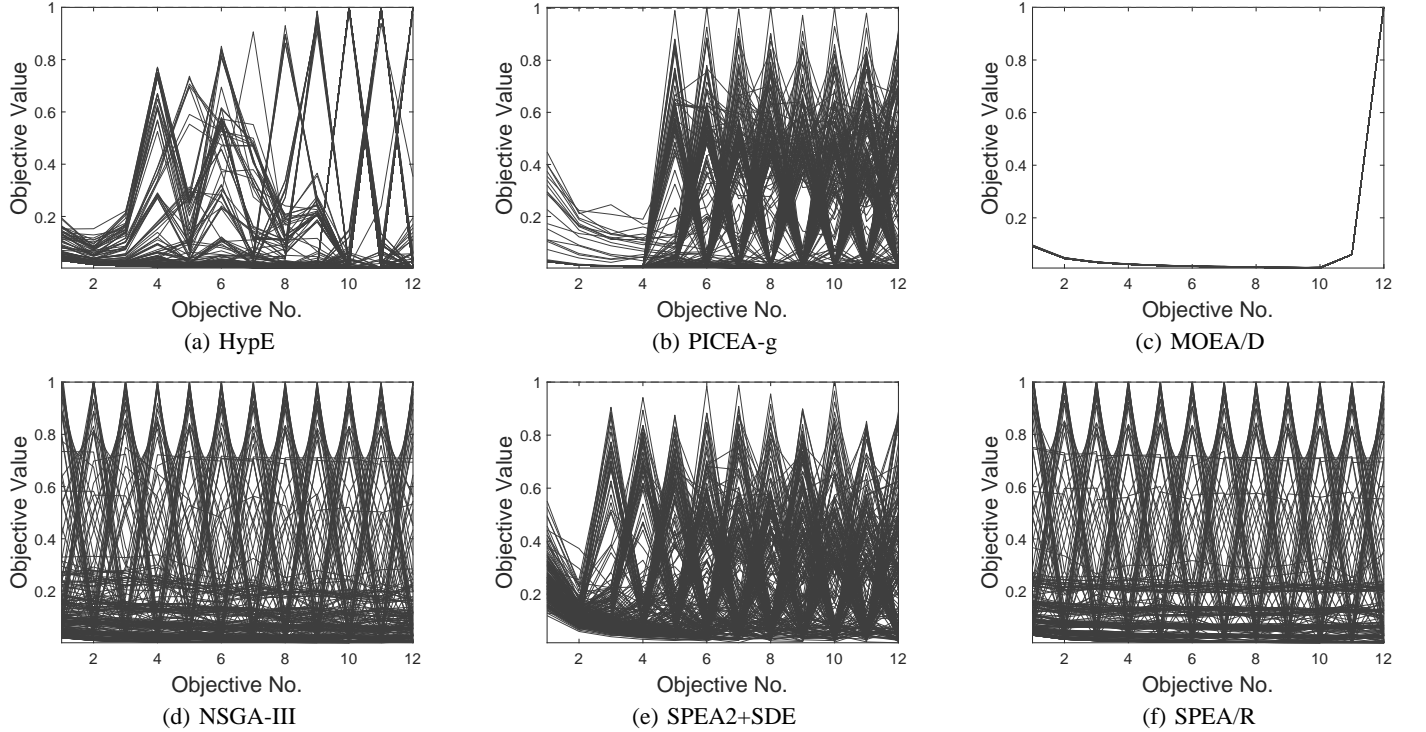 1
0.8
0.6
0.4
0.2
Objective Value
2 4 6 8 10 12
Objective No.
(a) HypE
1
0.8
0.6
0.4
0.2
Objective Value
2 4 6 8 10 12
Objective No.
(b) PICEA-g
1
0.8
0.6
0.4
0.2
Objective Value
2 4 6 8 10 12
Objective No.
(c) MOEA/D
1
0.8
0.6
0.4
0.2
Objective Value
2 4 6 8 10 12
Objective No.
(d) NSGA-III
1
0.8
0.6
0.4
0.2
Objective Value
2 4 6 8 10 12
Objective No.
(e) SPEA2+SDE
1
0.8
0.6
0.4
0.2
Objective Value
2 4 6 8 10 12
Objective No.
(f) SPEA/R